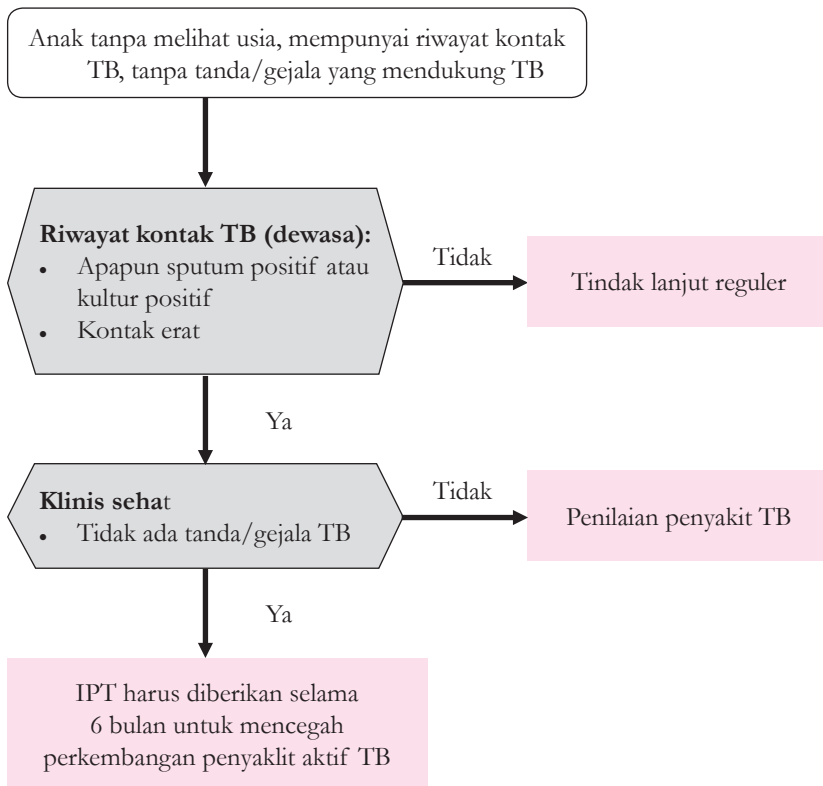 Anak tanpa melihat usia, mempunyai riwayat kontak
TB, tanpa tanda/gejala yang mendukung TB
Riwayat kontak TB (dewasa):
• Apapun sputum positif atau
kultur positif
• Kontak erat
Tidak
Tindak lanjut reguler
Ya
Klinis sehat
• Tidak ada tanda/gejala TB
Tidak
Penilaian penyakit TB
Ya
IPT harus diberikan selama
6 bulan untuk mencegah
perkembangan penyaklit aktif TB